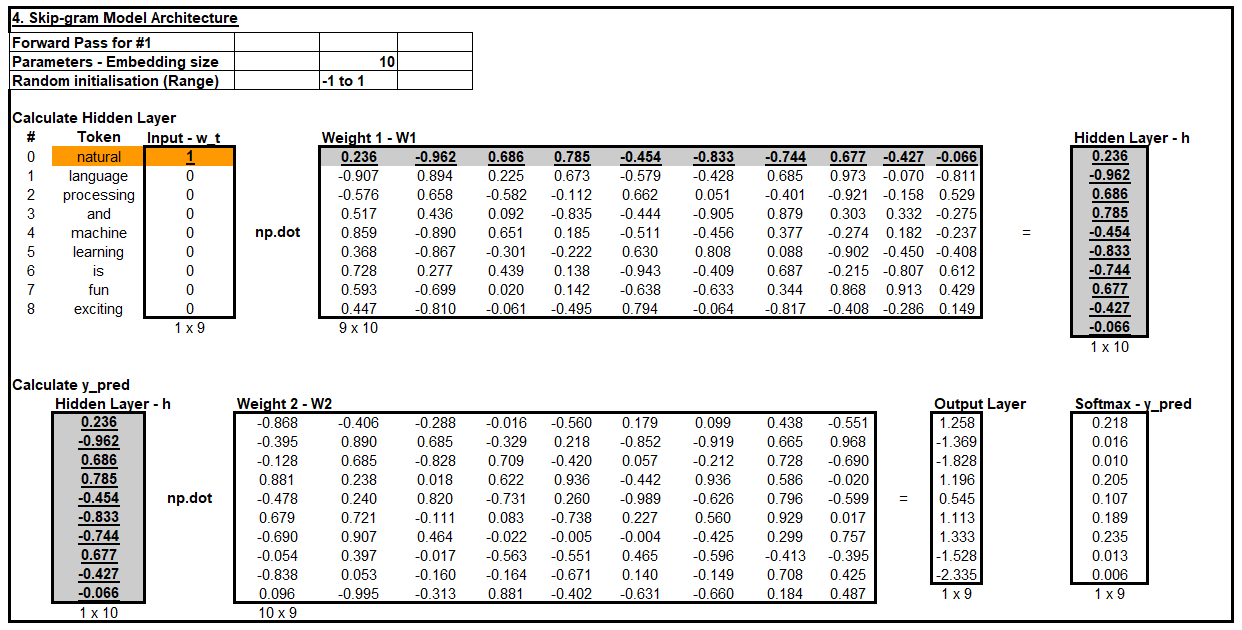 4. Skip-gram Model Architecture
Forward Pass for #1
Parameters - Embedding size 10
Random initialisation (Range) -1 to 1
Calculate Hidden Layer
# Token Input - w_t Weight 1 - W1 Hidden Layer - h
0 natural 1 0.236 -0.962 0.686 0.785 -0.454 -0.833 -0.744 0.677 -0.427 -0.066 0.236
1 language 0 -0.907 0.894 0.225 0.673 -0.579 -0.428 0.685 0.973 -0.070 -0.811 -0.962
2 processing 0 -0.576 0.658 -0.582 -0.112 0.662 0.051 -0.401 -0.921 -0.158 0.529 0.686
3 and 0 0.517 0.436 0.092 -0.835 -0.444 -0.905 0.879 0.303 0.332 -0.275 0.785
4 machine 0 np.dot 0.859 -0.890 0.651 0.185 -0.511 -0.456 0.377 -0.274 0.182 -0.237 = -0.454
5 learning 0 0.368 -0.867 -0.301 -0.222 0.630 0.808 0.088 -0.902 -0.450 -0.408 -0.833
6 is 0 0.728 0.277 0.439 0.138 -0.943 -0.409 0.687 -0.215 -0.807 0.612 -0.744
7 fun 0 0.593 -0.699 0.020 0.142 -0.638 -0.633 0.344 0.868 0.913 0.429 0.677
8 exciting 0 0.447 -0.810 -0.061 -0.495 0.794 -0.064 -0.817 -0.408 -0.286 0.149 -0.427
1 x 9 9 x 10 -0.066
1 x 10
Calculate y_pred
Hidden Layer - h Weight 2 - W2 Output Layer Softmax - y_pred
0.236 -0.868 -0.406 -0.288 -0.016 -0.560 0.179 0.099 0.438 -0.551 1.258 0.218
-0.962 -0.395 0.890 0.685 -0.329 0.218 -0.852 -0.919 0.665 0.968 -1.369 0.016
0.686 -0.128 0.685 -0.828 0.709 -0.420 0.057 -0.212 0.728 -0.690 -1.828 0.010
0.785 0.881 0.238 0.018 0.622 0.936 -0.442 0.936 0.586 -0.020 1.196 0.205
-0.454 np.dot -0.478 0.240 0.820 -0.731 0.260 -0.989 -0.626 0.796 -0.599 = 0.545 0.107
-0.833 0.679 0.721 -0.111 0.083 -0.738 0.227 0.560 0.929 0.017 1.113 0.189
-0.744 -0.690 0.907 0.464 -0.022 -0.005 -0.004 -0.425 0.299 0.757 1.333 0.235
0.677 -0.054 0.397 -0.017 -0.563 -0.551 0.465 -0.596 -0.413 -0.395 -1.528 0.013
-0.427 -0.838 0.053 -0.160 -0.164 -0.671 0.140 -0.149 0.708 0.425 -2.335 0.006
-0.066 0.096 -0.995 -0.313 0.881 -0.402 -0.631 -0.660 0.184 0.487 1 x 9 1 x 9
1 x 10 10 x 9